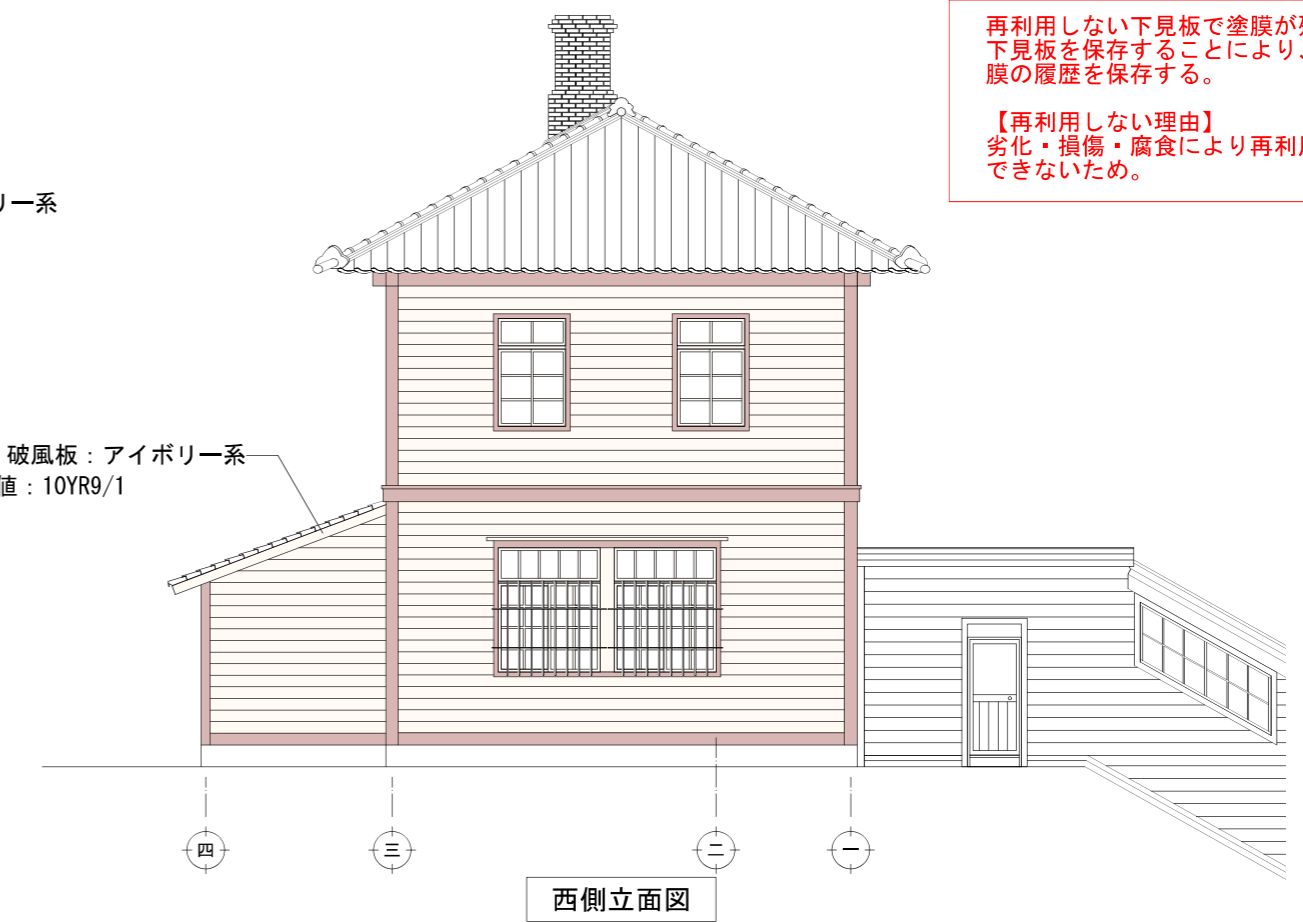 再利用しない下見板で塗膜が
下見板を保存することにより、
膜の履歴を保存する。
【再利用しない理由】
劣化・損傷・腐食により再利
できないため。
リー系
破風板：アイボリー系
値：10YR9/1
四 三 二 一
西側立面図